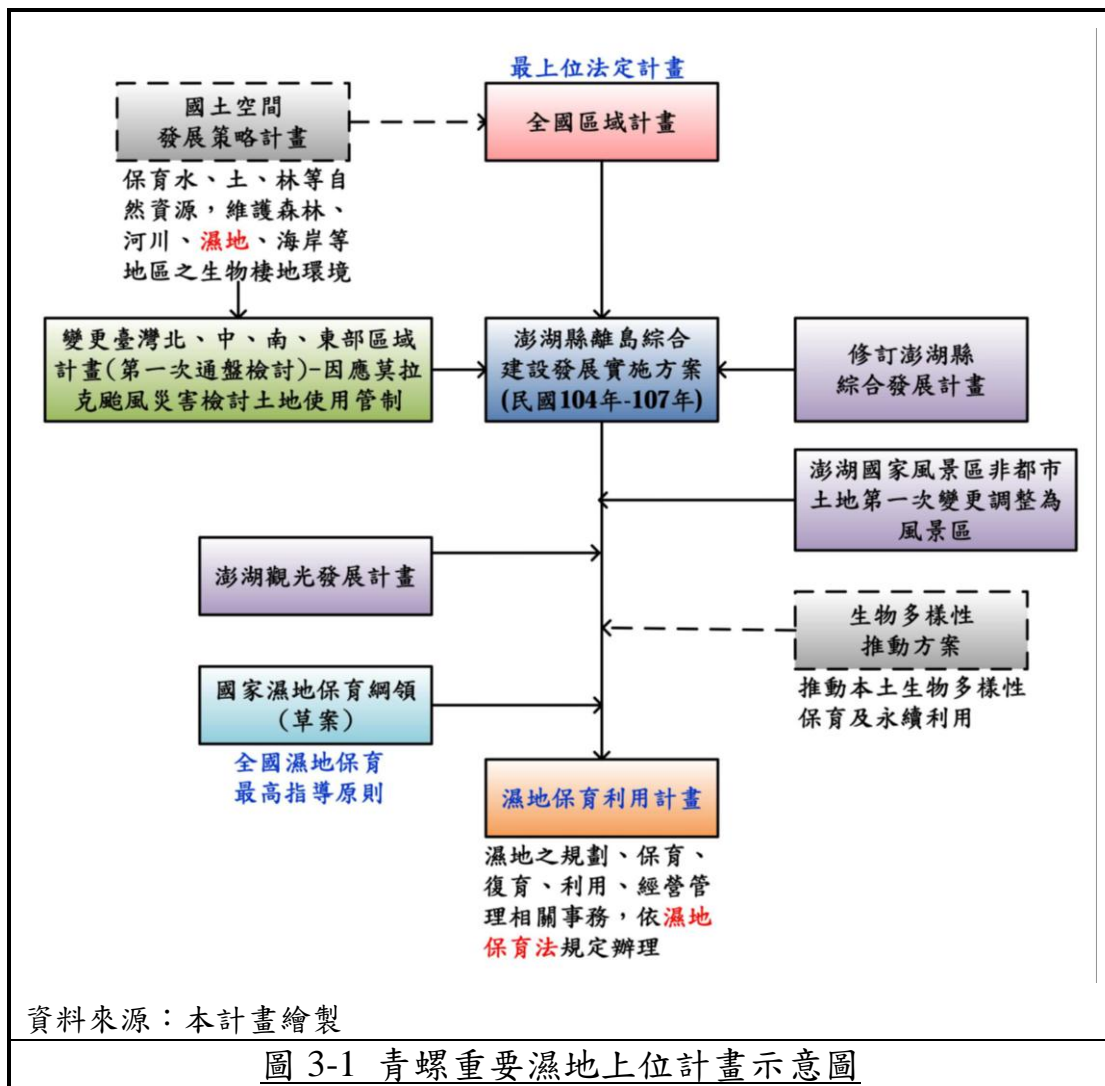 最上位法定計畫
國土空間
發展策略計畫
全國區域計畫
保育水、土、林等自
然資源，維護森林、
河川、濕地、海岸等
地區之生物棲地環境
變更臺灣北、中、南、東部區域
計畫(第一次通盤檢討)-因應莫拉
克颱風災害檢討土地使用管制
澎湖縣離島綜合
建設發展實施方案
(民國104年-107年)
修訂澎湖縣
綜合發展計畫
澎湖國家風景區非都市
土地第一次變更調整為
風景區
澎湖觀光發展計畫
生物多樣性
推動方案
推動本土生物多樣性
保育及永續利用
國家濕地保育綱領
(草案)
全國濕地保育
最高指導原則
濕地保育利用計畫
濕地之規劃、保育、
復育、利用、經營管
理相關事務，依濕地
保育法規定辦理
資料來源：本計畫繪製
圖 3-1 青螺重要濕地上位計畫示意圖